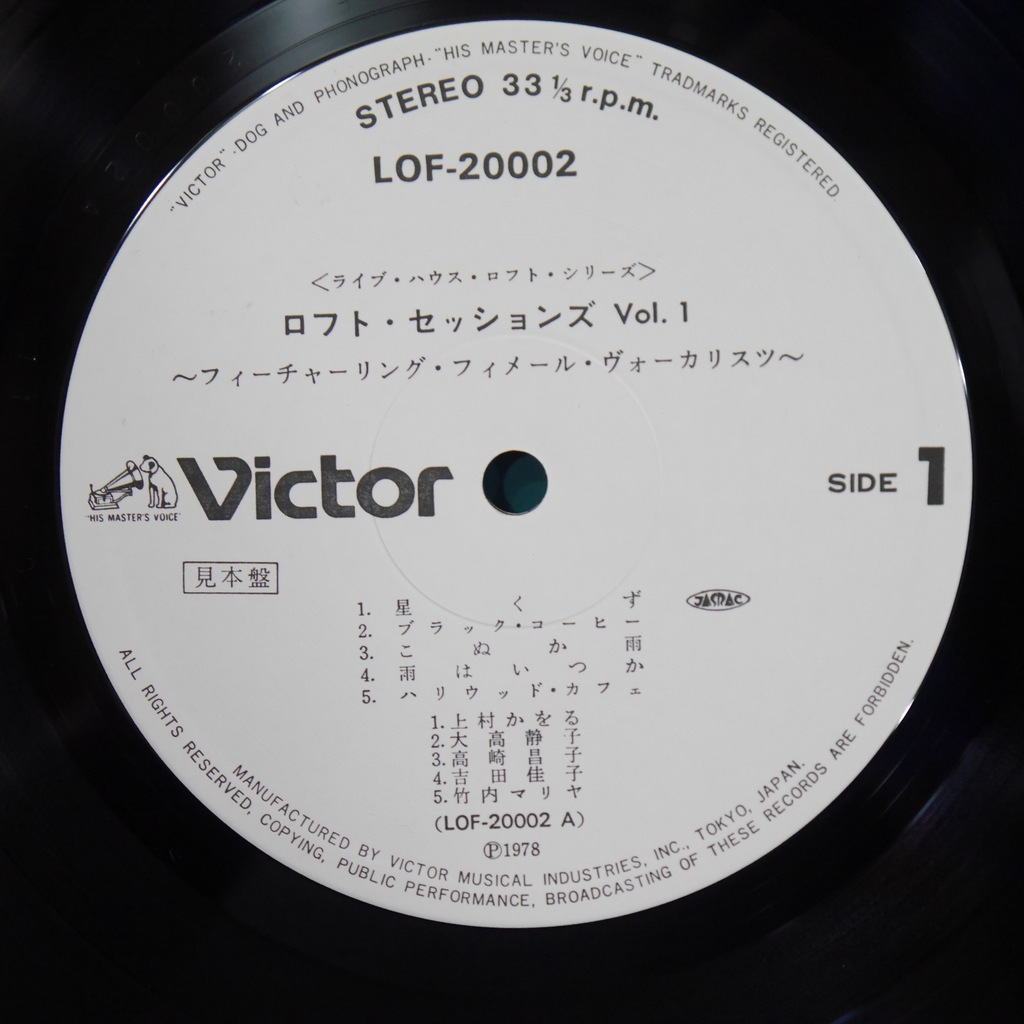 "VICTOR"·DOG AND PHONOGRAPH·"HIS MASTER'S VOICE" TRADMARKS REGISTERED
STEREO 33 ⅓ r.p.m.
LOF-20002
<ライブ・ハウス・ロフト・シリーズ>
ロフト・セッションズ Vol. 1
〜フィーチャーリング・フィメール・ヴォーカリスツ〜
"HIS MASTER'S VOICE"
Victor
SIDE 1
見本盤
1. 星くず
JASRAC
2. ブラック・コーヒー
3. こぬか雨
4. 雨はいつか
5. ハリウッド・カフェ
1. 上村かをる
2. 大高静子
3. 高崎昌子
4. 吉田佳子
5. 竹内マリヤ
(LOF-20002 A)
Ⓟ1978
MANUFACTURED BY VICTOR MUSICAL INDUSTRIES, INC., TOKYO, JAPAN.
ALL RIGHTS RESERVED, COPYING, PUBLIC PERFORMANCE, BROADCASTING OF THESE RECORDS ARE FORBIDDEN.